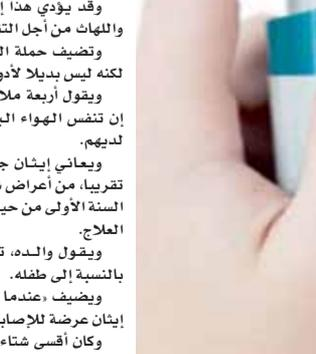 وقد يؤدي هذا إ
واللهاث من أجل التن
وتضيف حملة ال
لكنه ليس بديلا لأدو
ويقول أربعة ملا
إن تنفس الهواء الب
لديهم.
ويعاني إيثان ج
تقريبا، من أعراض
السنة الأولى من حي
العلاج.
ويقول والده، ت
بالنسبة إلى طفله.
ويضيف «عندما
إيثان عرضة للإصاب
وكان أقسى شتاء